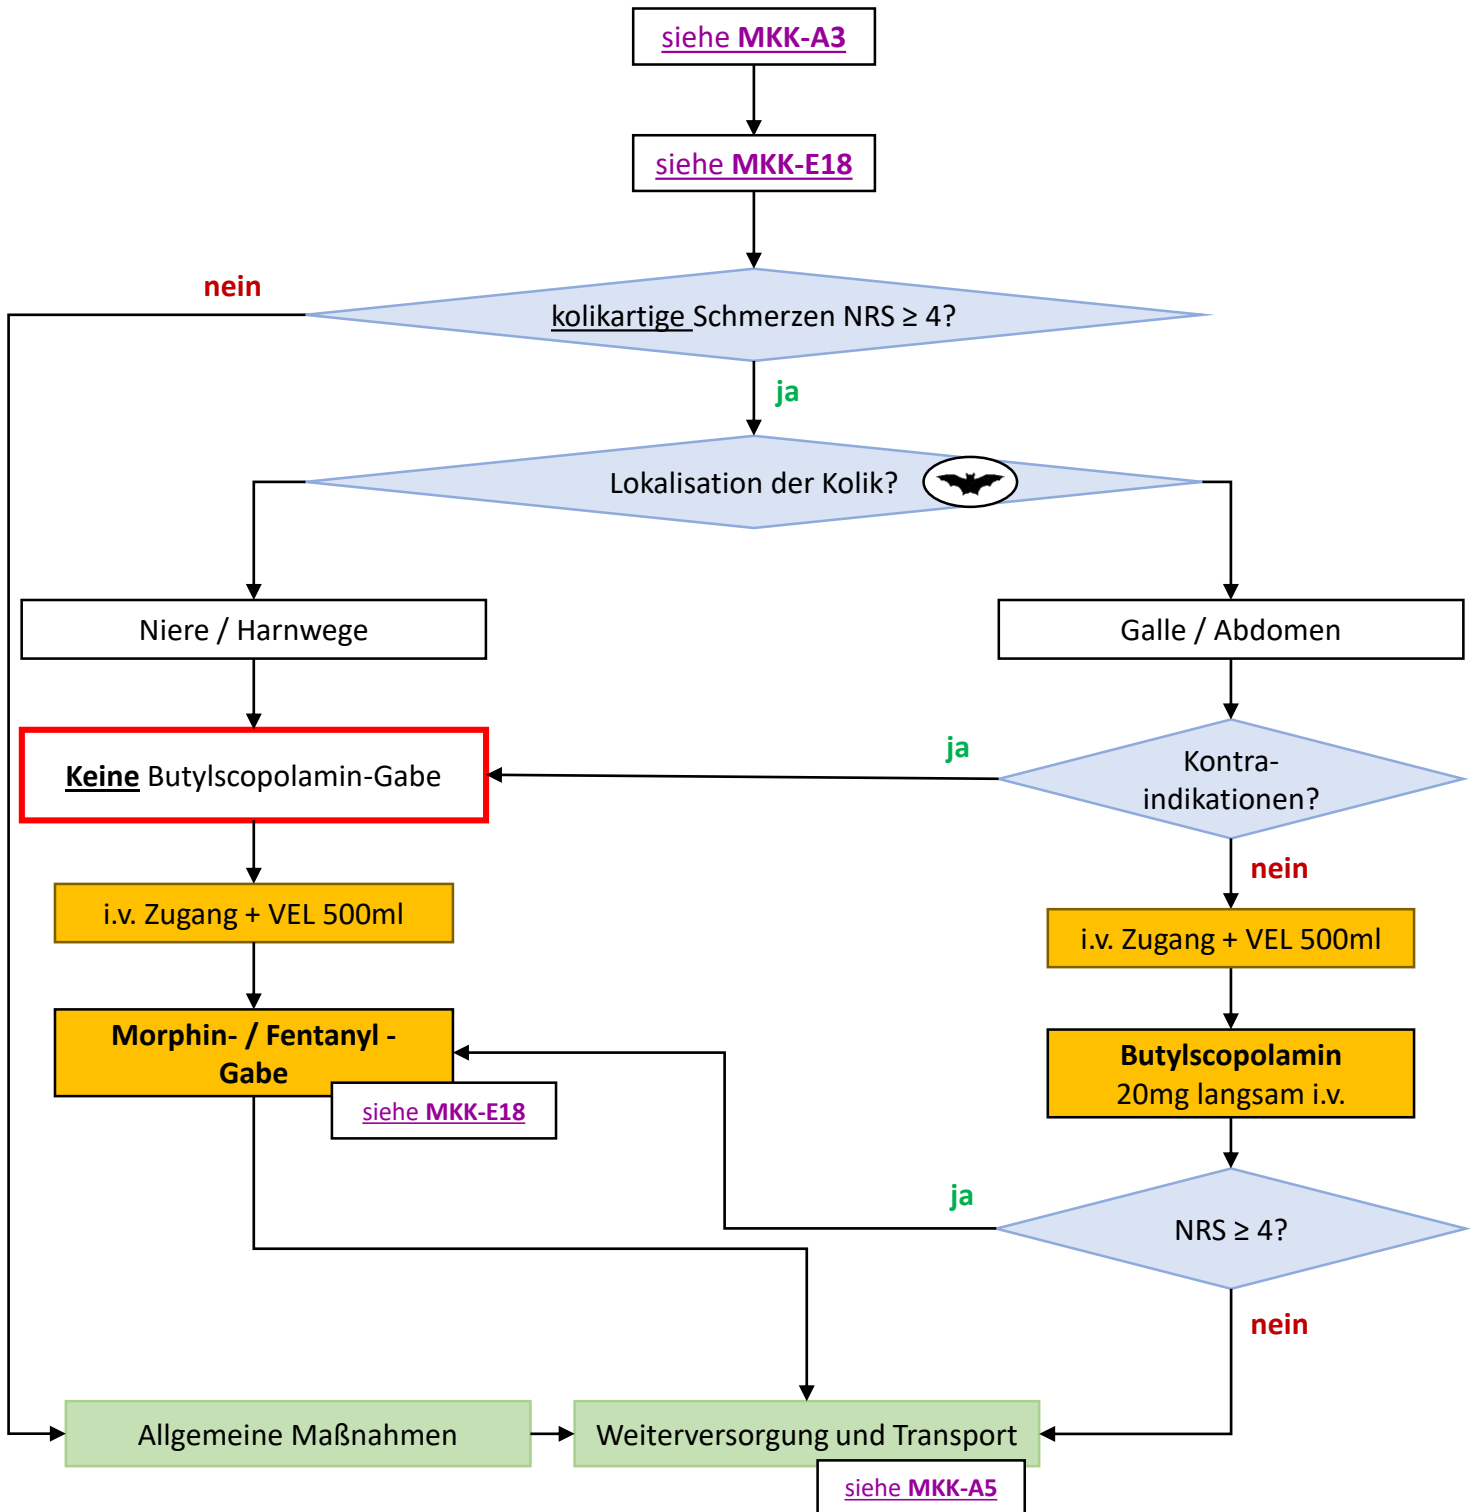 siehe MKK-A3
siehe MKK-E18
nein
kolikartige Schmerzen NRS ≥ 4?
ja
Lokalisation der Kolik?
Niere / Harnwege
Galle / Abdomen
Keine Butylscopolamin-Gabe
ja
Kontra-
indikationen?
nein
i.v. Zugang + VEL 500ml
i.v. Zugang + VEL 500ml
Morphin- / Fentanyl -
Gabe
siehe MKK-E18
Butylscopolamin
20mg langsam i.v.
ja
NRS ≥ 4?
nein
Allgemeine Maßnahmen
Weiterversorgung und Transport
siehe MKK-A5